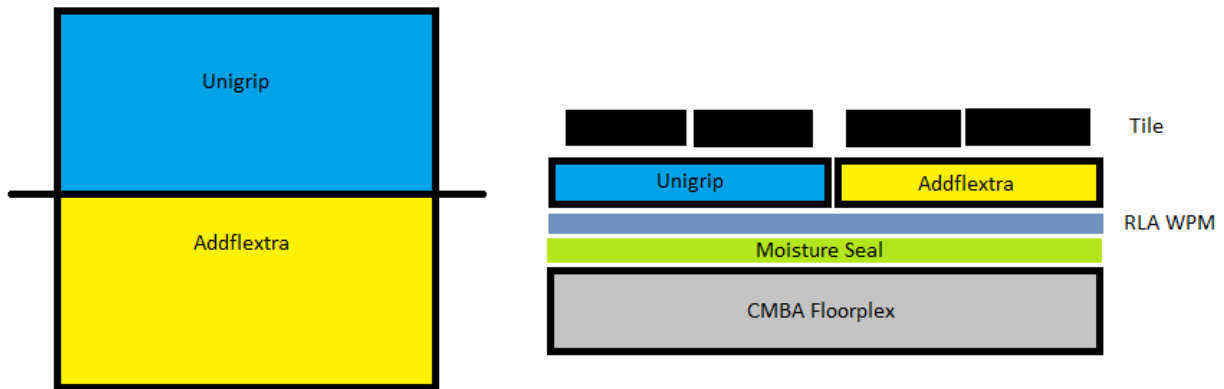 Unigrip
Addflextra
Tile
Unigrip
Addflextra
RLA WPM
Moisture Seal
CMBA Floorplex